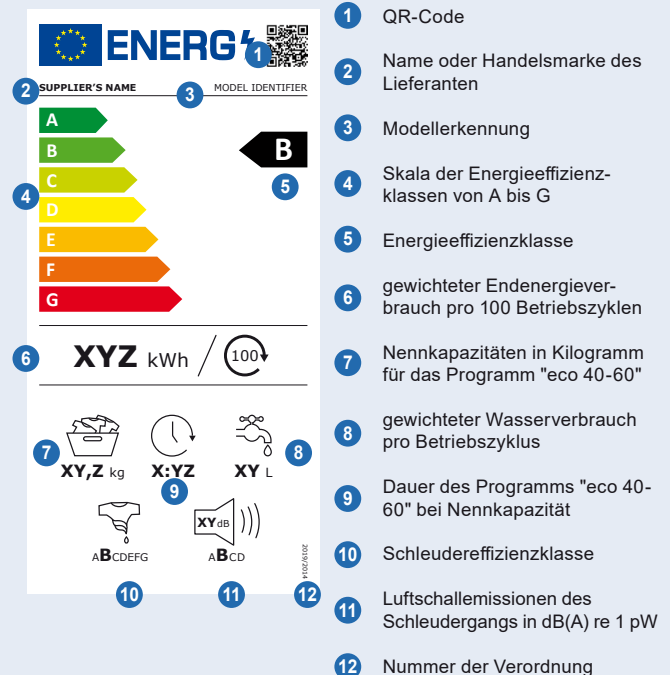 ENERG
1
2 SUPPLIER'S NAME 3 MODEL IDENTIFIER
A
B
B
C
5
4
D
E
F
G
6 XYZ kWh / 100
7 8
XY,Z kg X:YZ XY L
9
XYdB
ABCDEFG ABCD
2019/2014
10 11 12
1 QR-Code
2 Name oder Handelsmarke des
Lieferanten
3 Modellerkennung
4 Skala der Energieeffizienz-
klassen von A bis G
5 Energieeffizienzklasse
6 gewichteter Endenergiever-
brauch pro 100 Betriebszyklen
7 Nennkapazitäten in Kilogramm
für das Programm "eco 40-60"
8 gewichteter Wasserverbrauch
pro Betriebszyklus
9 Dauer des Programms "eco 40-
60" bei Nennkapazität
10 Schleudereffizienzklasse
11 Luftschallemissionen des
Schleudergangs in dB(A) re 1 pW
12 Nummer der Verordnung